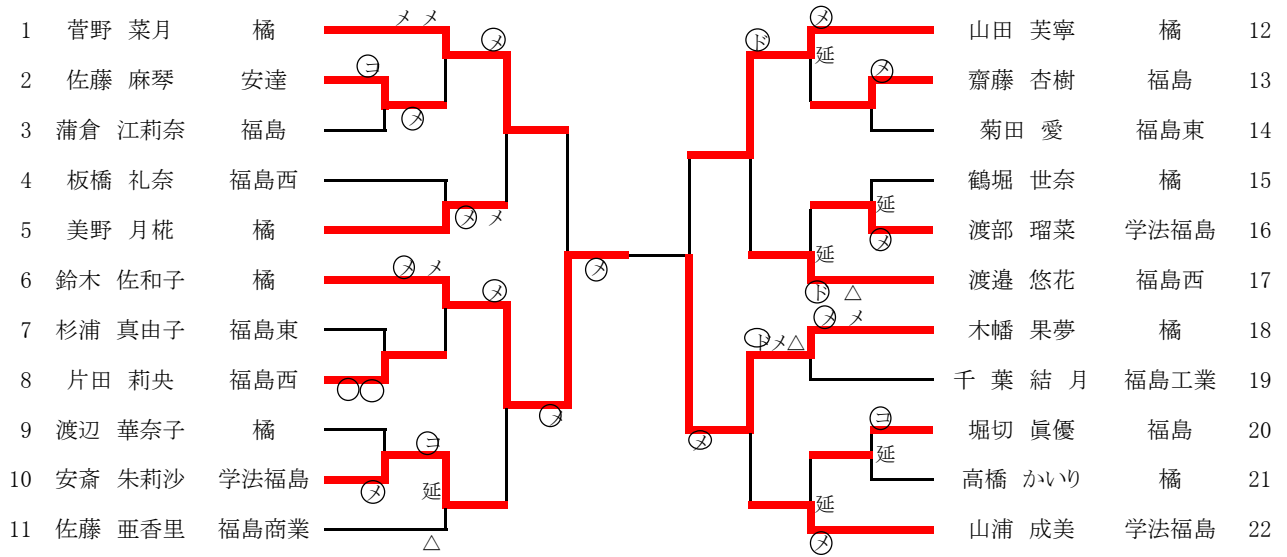 1 菅野 菜月 橘 メ メ
2 佐藤 麻琴 安達 コ
3 蒲倉 江莉奈 福島 メ
4 板橋 礼奈 福島西
5 美野 月椛 橘 メ メ
6 鈴木 佐和子 橘 メ メ
7 杉浦 真由子 福島東
8 片田 莉央 福島西 ○○
9 渡辺 華奈子 橘
10 安斎 朱莉沙 学法福島 メ コ 延
11 佐藤 亜香里 福島商業 △
メ
メ
メ
メ
メ
ド
メ 延 山田 芙寧 橘 12
メ 齋藤 杏樹 福島 13
菊田 愛 福島東 14
鶴堀 世奈 橘 15
延 メ 渡部 瑠菜 学法福島 16
延 ド △ 渡邉 悠花 福島西 17
ドメ△ メ メ 木幡 果夢 橘 18
千 葉 結 月 福島工業 19
コ 堀切 眞優 福島 20
延 高橋 かいり 橘 21
延 メ 山浦 成美 学法福島 22